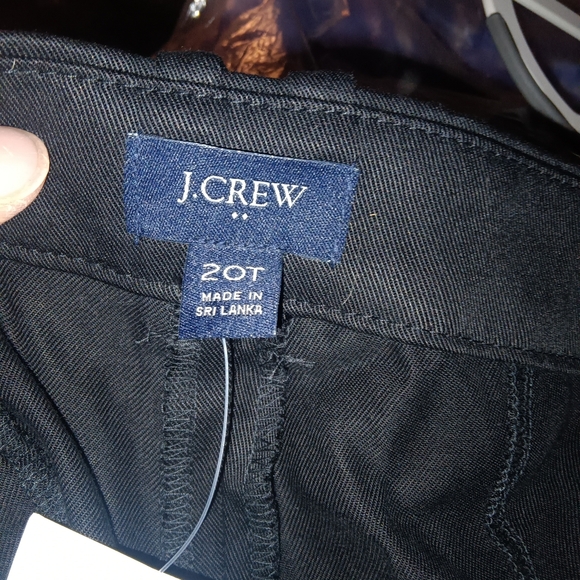 J.CREW
20T
MADE IN
SRI LANKA